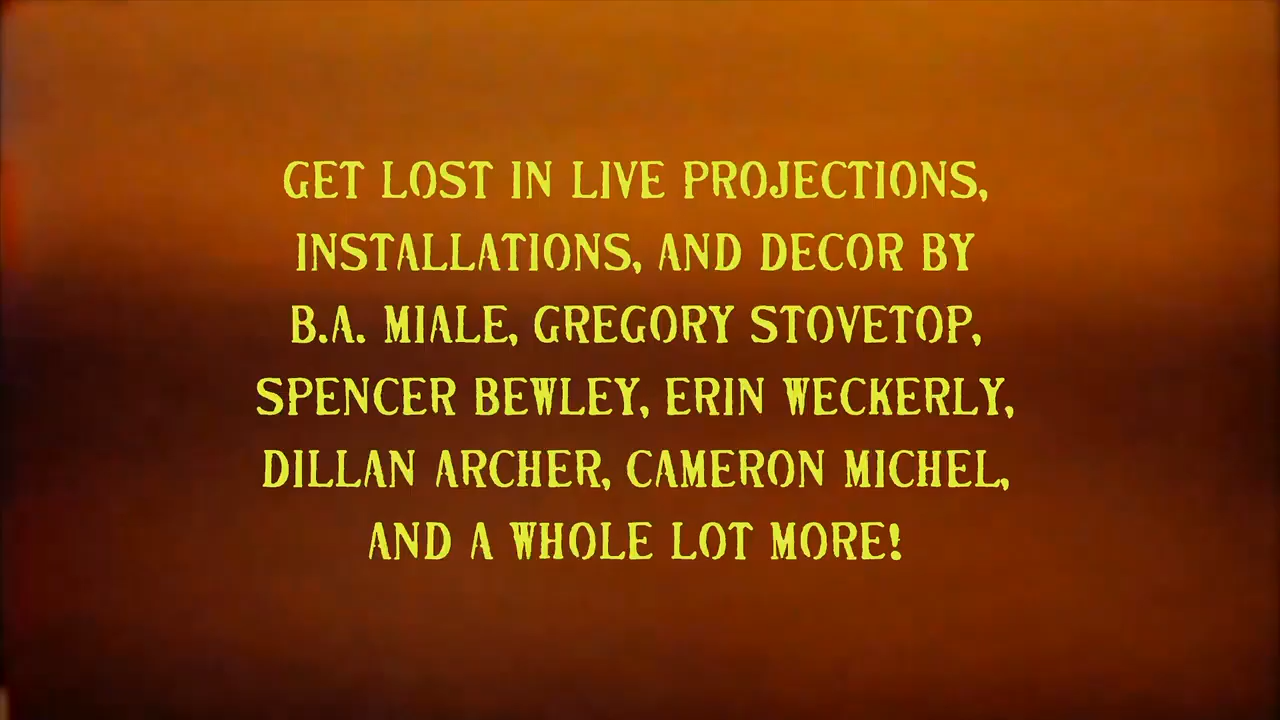 GET LOST IN LIVE PROJECTIONS,
INSTALLATIONS, AND DECOR BY
B.A. MIALE, GREGORY STOVETOP,
SPENCER BEWLEY, ERIN WECKERLY,
DILLAN ARCHER, CAMERON MICHEL,
AND A WHOLE LOT MORE!